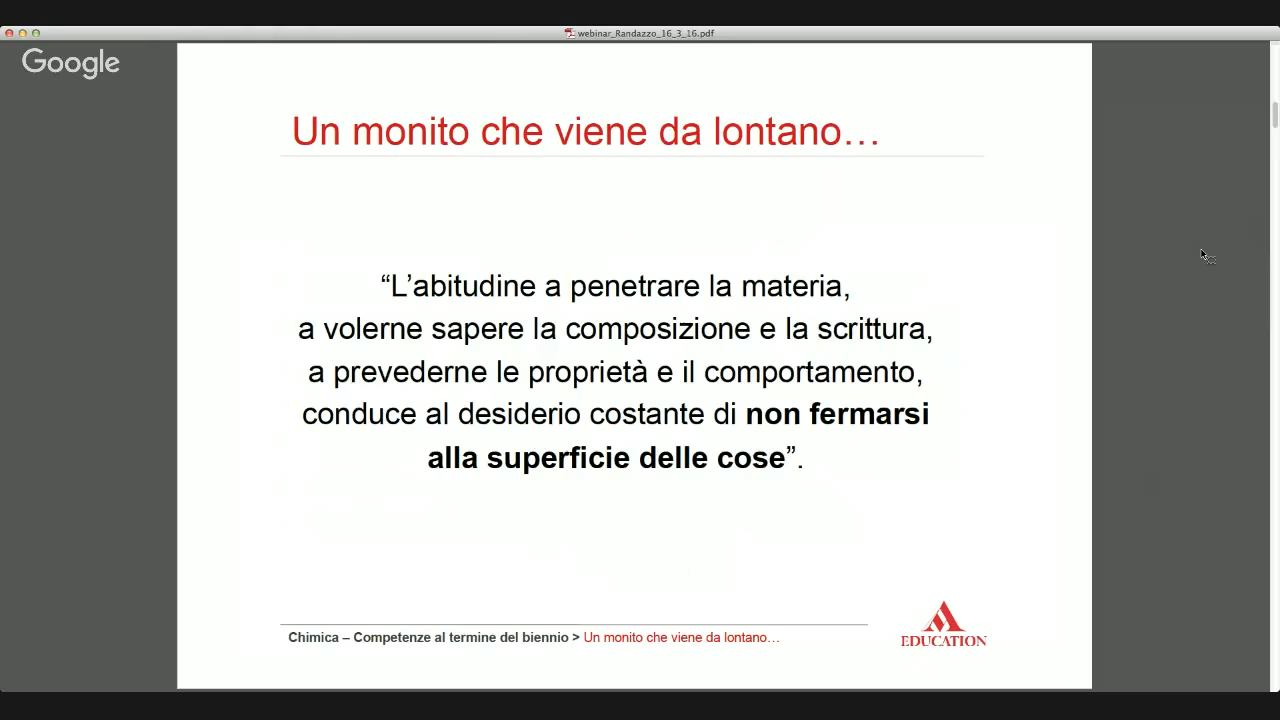 webinar_Randazzo_16_3_16.pdf
Google
Un monito che viene da lontano…
“L’abitudine a penetrare la materia,
a volerne sapere la composizione e la scrittura,
a prevederne le proprietà e il comportamento,
conduce al desiderio costante di non fermarsi
alla superficie delle cose”.
Chimica – Competenze al termine del biennio > Un monito che viene da lontano…
EDUCATION